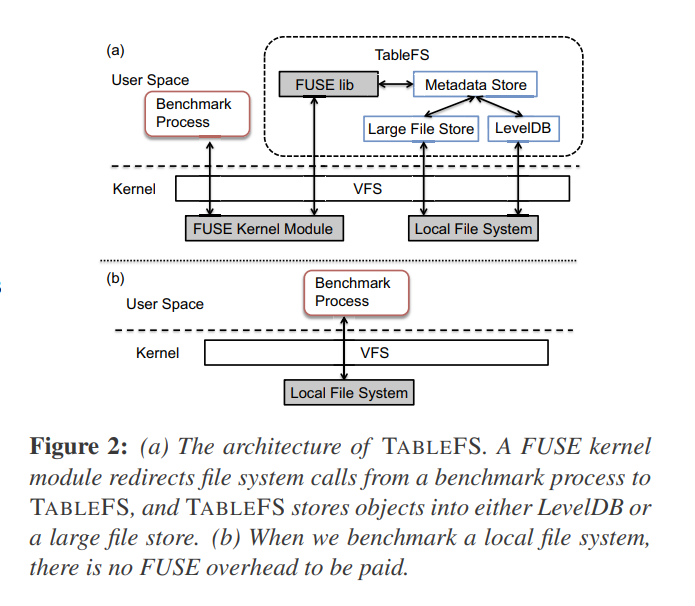 (a)
TableFS
User Space
FUSE lib
Metadata Store
Benchmark
Process
Large File Store
LevelDB
Kernel
VFS
FUSE Kernel Module
Local File System
(b)
Benchmark
Process
User Space
Kernel
VFS
Local File System
Figure 2: (a) The architecture of TABLEFS. A FUSE kernel
module redirects file system calls from a benchmark process to
TABLEFS, and TABLEFS stores objects into either LevelDB or
a large file store. (b) When we benchmark a local file system,
there is no FUSE overhead to be paid.